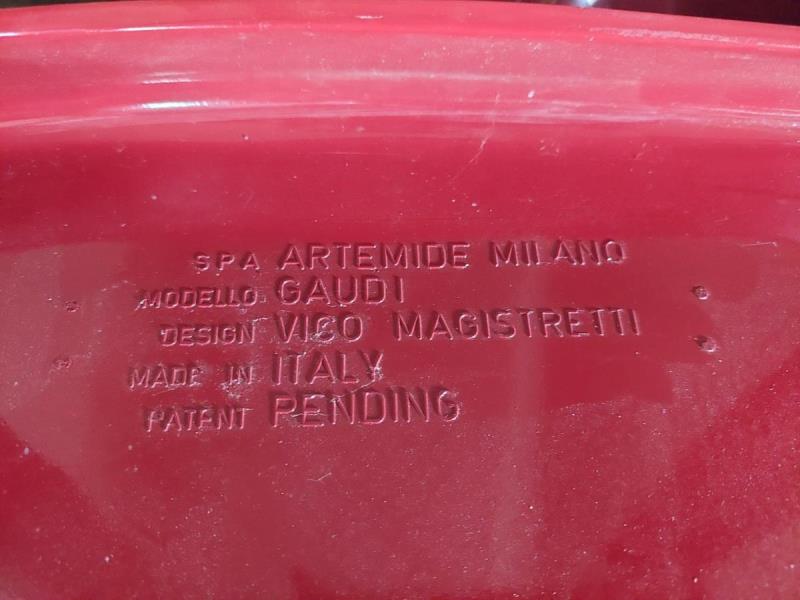 SPA ARTEMIDE MILANO
MODELLO GAUDI
DESIGN VICO MAGISTRETTI
MADE IN ITALY
PATENT PENDING